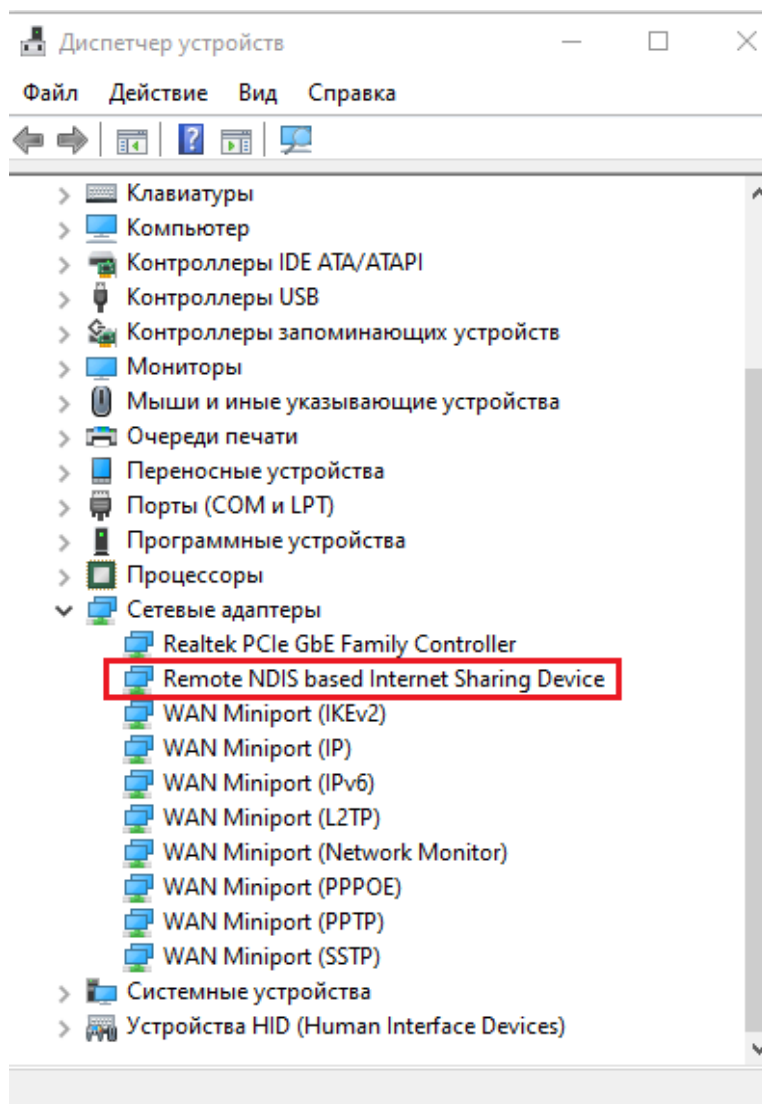 Диспетчер устройств
Файл Действие Вид Справка
?
Клавиатуры
Компьютер
Контроллеры IDE ATA/ATAPI
Контроллеры USB
Контроллеры запоминающих устройств
Мониторы
Мыши и иные указывающие устройства
Очереди печати
Переносные устройства
Порты (COM и LPT)
Программные устройства
Процессоры
Сетевые адаптеры
Realtek PCIe GbE Family Controller
Remote NDIS based Internet Sharing Device
WAN Miniport (IKEv2)
WAN Miniport (IP)
WAN Miniport (IPv6)
WAN Miniport (L2TP)
WAN Miniport (Network Monitor)
WAN Miniport (PPPOE)
WAN Miniport (PPTP)
WAN Miniport (SSTP)
Системные устройства
Устройства HID (Human Interface Devices)